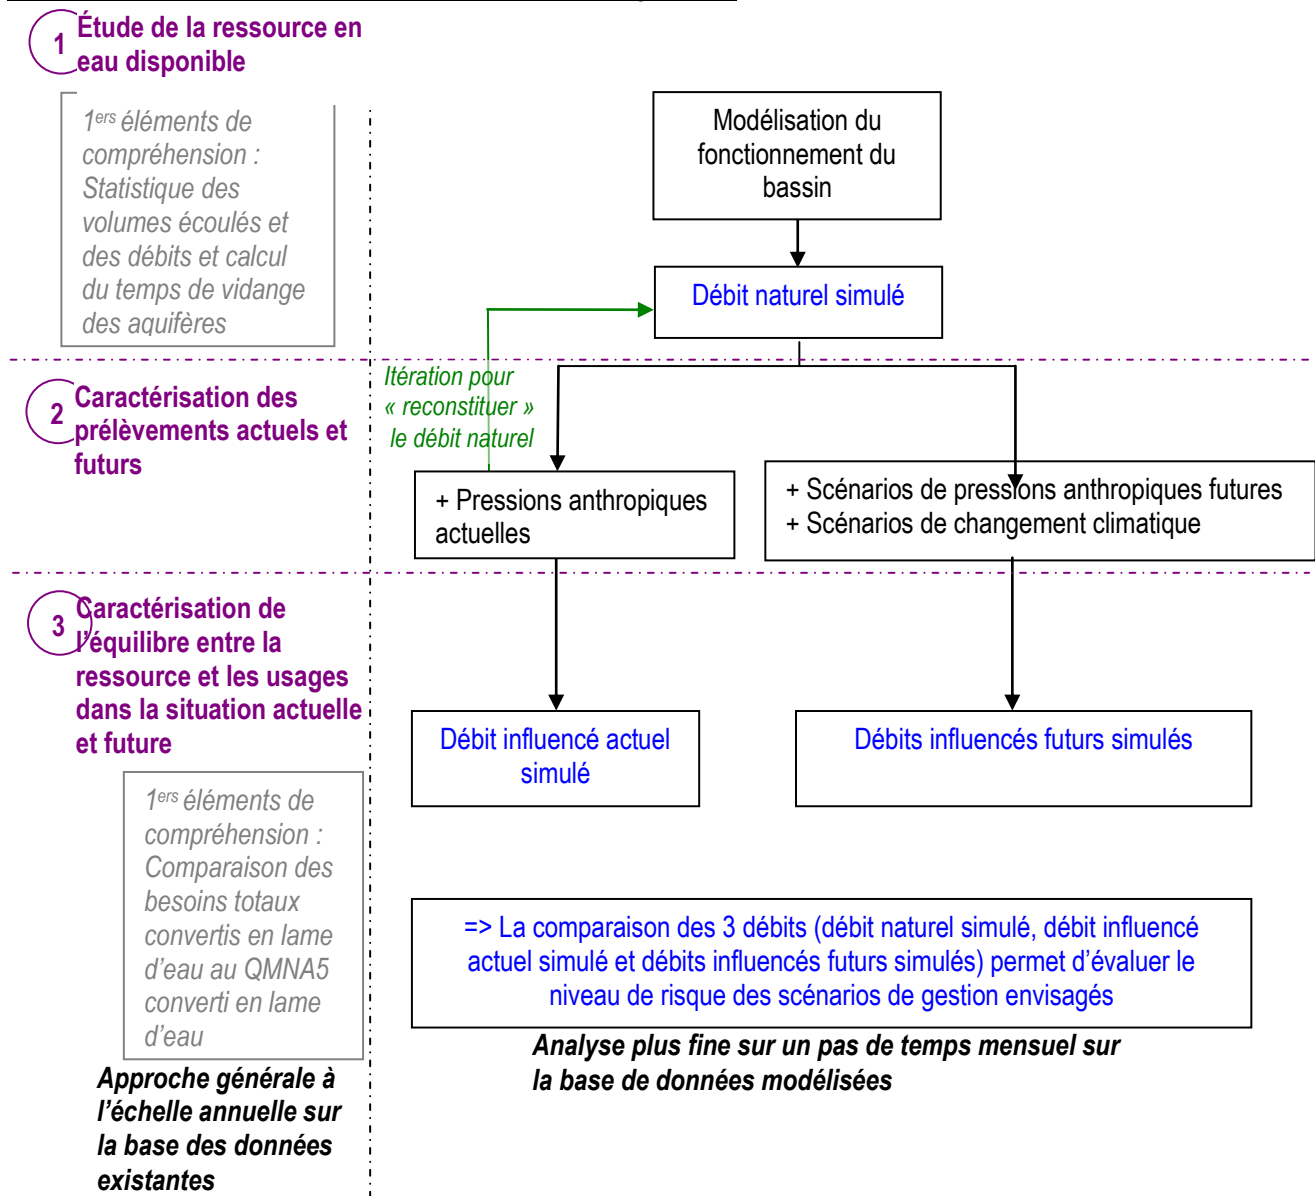 1
Étude de la ressource en
eau disponible
1ers éléments de
compréhension :
Statistique des
volumes écoulés et
des débits et calcul
du temps de vidange
des aquifères
Modélisation du
fonctionnement du
bassin
Débit naturel simulé
Itération pour
« reconstituer »
le débit naturel
2
Caractérisation des
prélèvements actuels et
futurs
+ Pressions anthropiques
actuelles
+ Scénarios de pressions anthropiques futures
+ Scénarios de changement climatique
3
Caractérisation de
l'équilibre entre la
ressource et les usages
dans la situation actuelle
et future
Débit influencé actuel
simulé
Débits influencés futurs simulés
1ers éléments de
compréhension :
Comparaison des
besoins totaux
convertis en lame
d'eau au QMNA5
converti en lame
d'eau
=> La comparaison des 3 débits (débit naturel simulé, débit influencé
actuel simulé et débits influencés futurs simulés) permet d'évaluer le
niveau de risque des scénarios de gestion envisagés
Approche générale à
l'échelle annuelle sur
la base des données
existantes
Analyse plus fine sur un pas de temps mensuel sur
la base de données modélisées